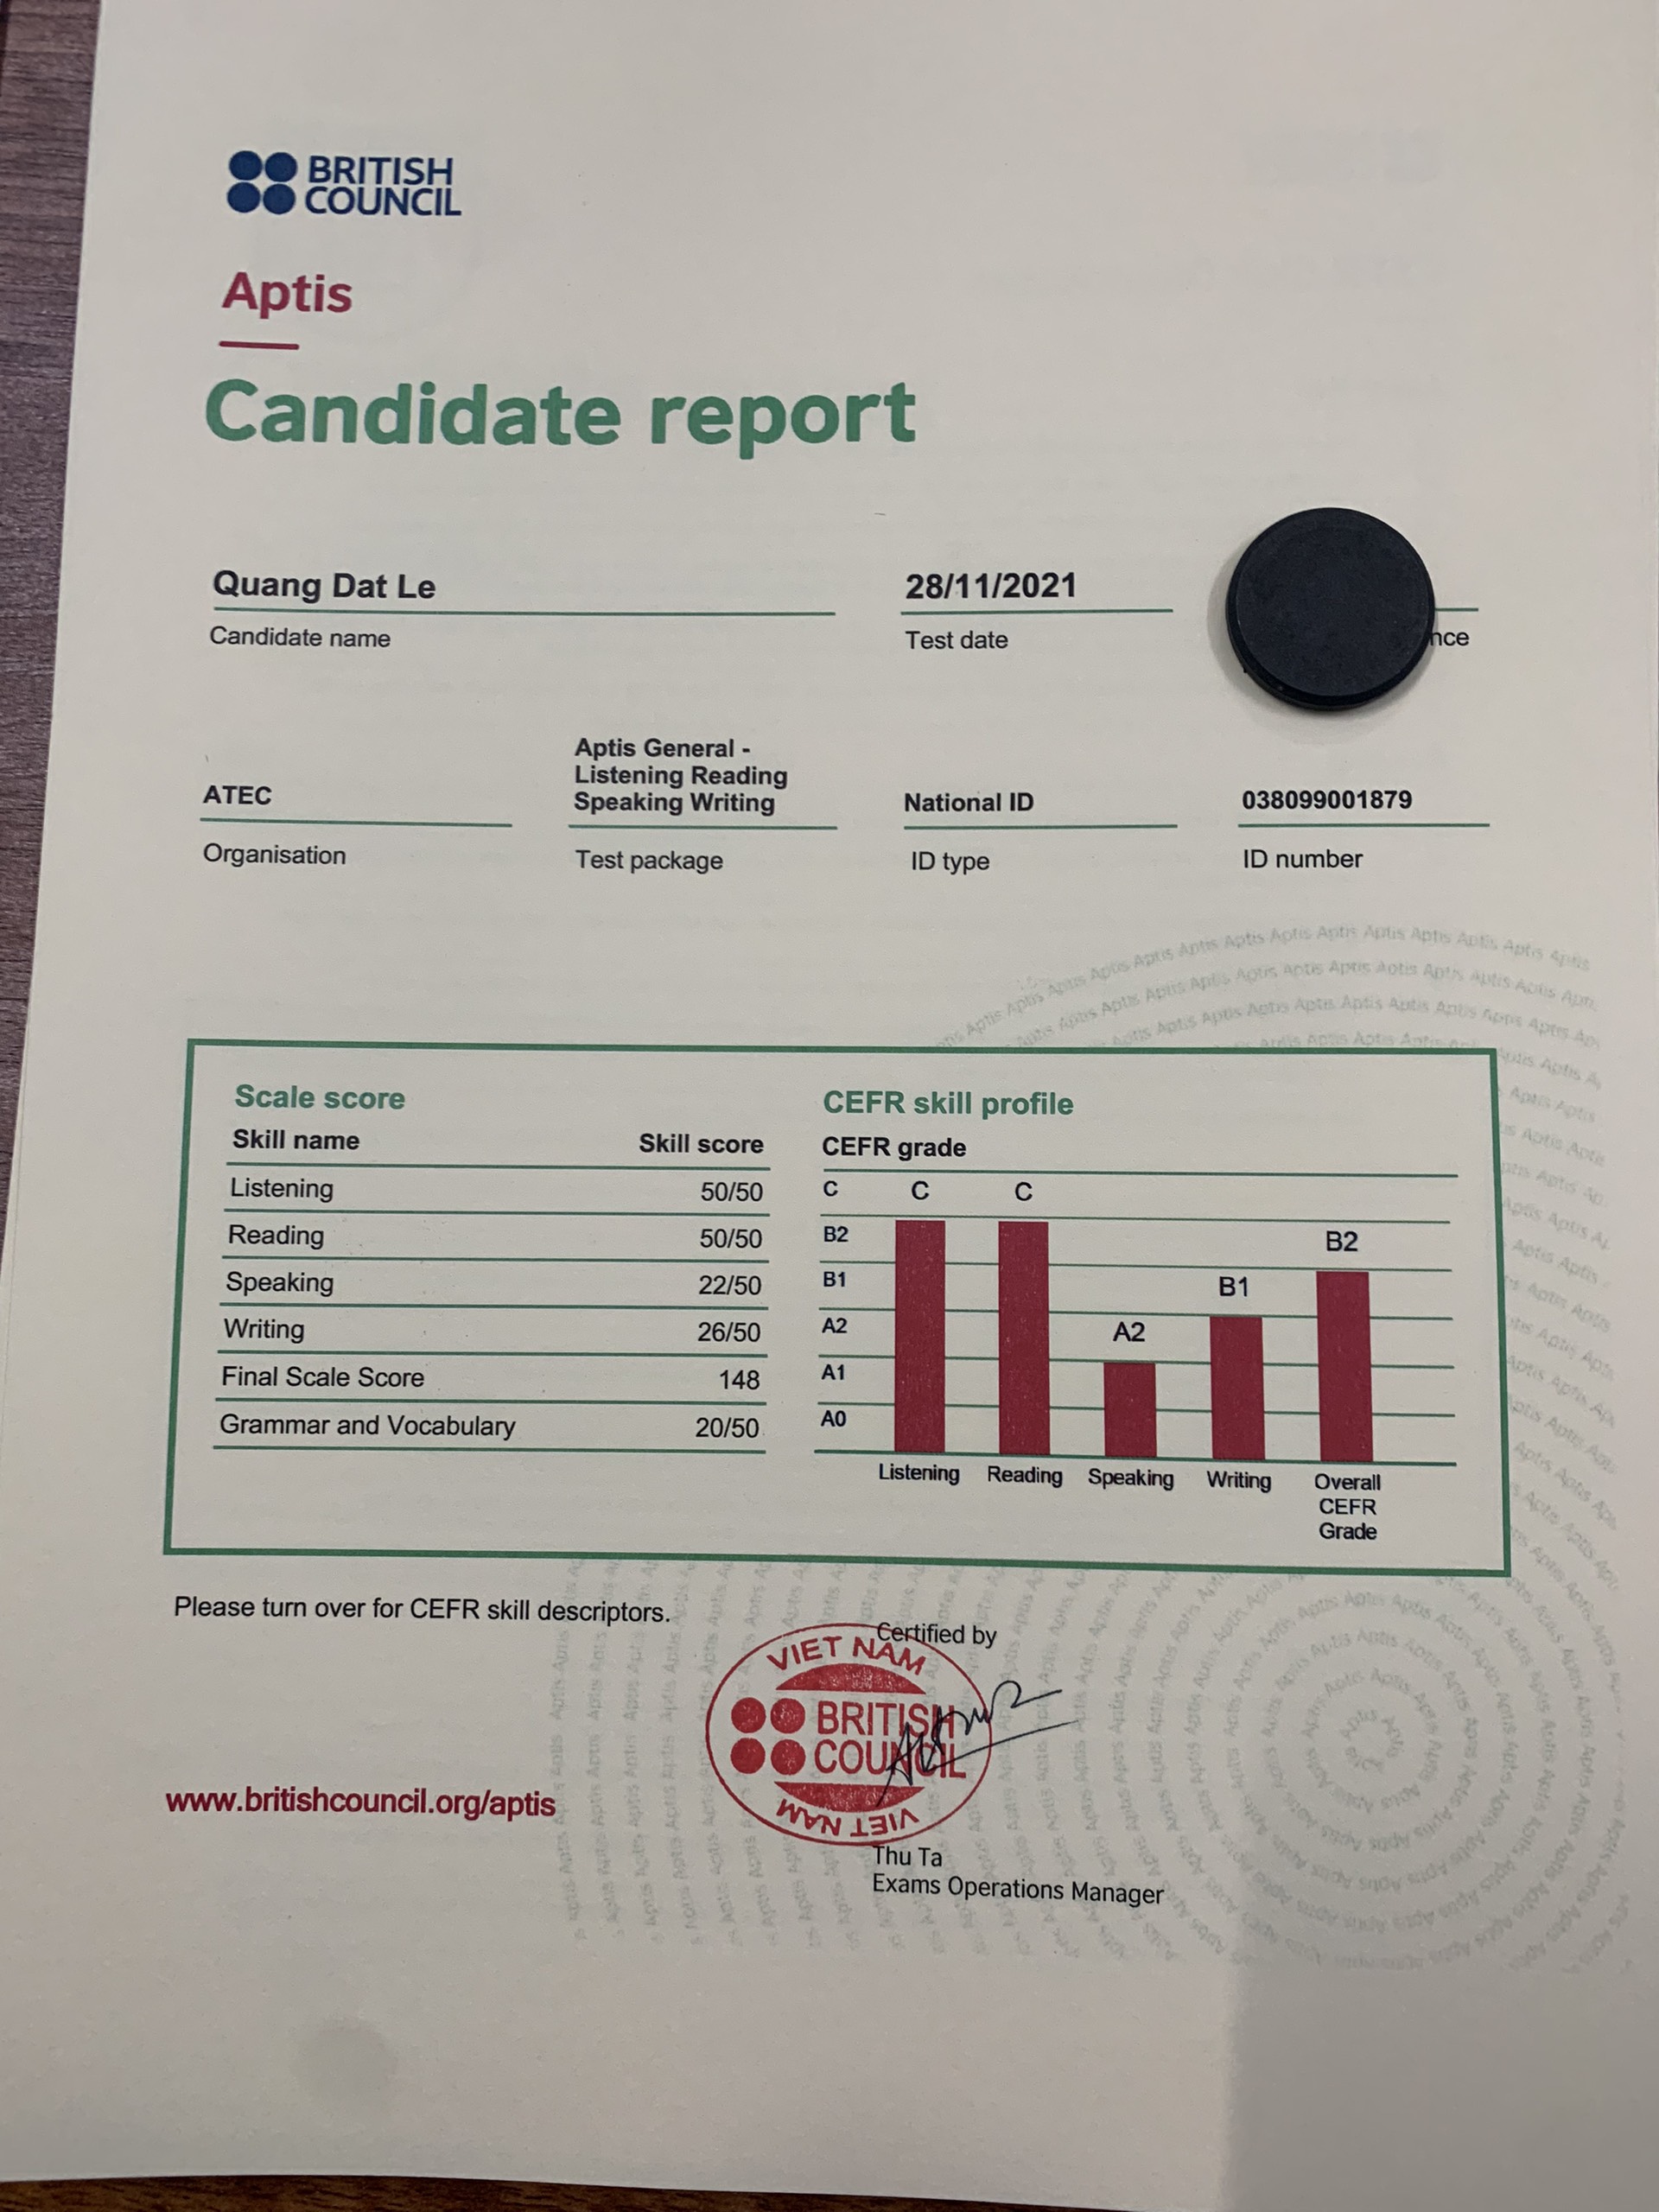 BRITISH
COUNCIL
Aptis
Candidate report
Quang Dat Le
Candidate name
28/11/2021
Test date
ATEC
Organisation
Aptis General -
Listening Reading
Speaking Writing
Test package
National ID
ID type
038099001879
ID number
Scale score
Skill name Skill score
Listening 50/50
Reading 50/50
Speaking 22/50
Writing 26/50
Final Scale Score 148
Grammar and Vocabulary 20/50
CEFR skill profile
CEFR grade
C C C
B2 B2
B1 B1
A2 A2
A1
A0
Listening Reading Speaking Writing Overall
CEFR
Grade
Please turn over for CEFR skill descriptors.
Certified by
VIET NAM
BRITISH
COUNCIL
VIET NAM
www.britishcouncil.org/aptis
Thu Ta
Exams Operations Manager